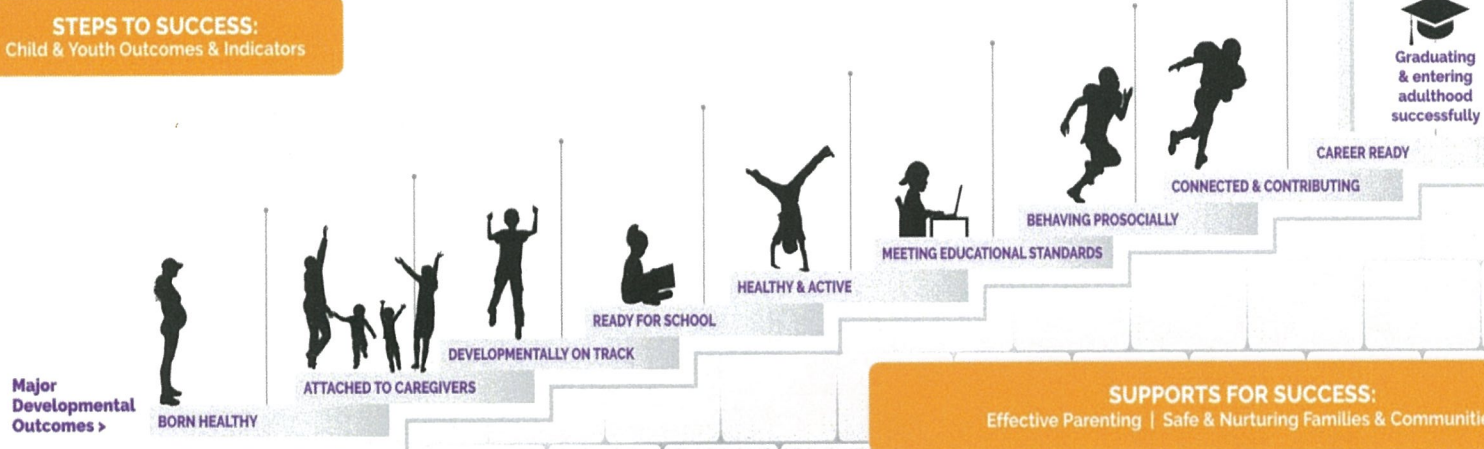 STEPS TO SUCCESS:
Child & Youth Outcomes & Indicators
Graduating
& entering
adulthood
successfully
CAREER READY
CONNECTED & CONTRIBUTING
BEHAVING PROSOCIALLY
MEETING EDUCATIONAL STANDARDS
HEALTHY & ACTIVE
READY FOR SCHOOL
DEVELOPMENTALLY ON TRACK
ATTACHED TO CAREGIVERS
BORN HEALTHY
Major
Developmental
Outcomes >
SUPPORTS FOR SUCCESS:
Effective Parenting | Safe & Nurturing Families &